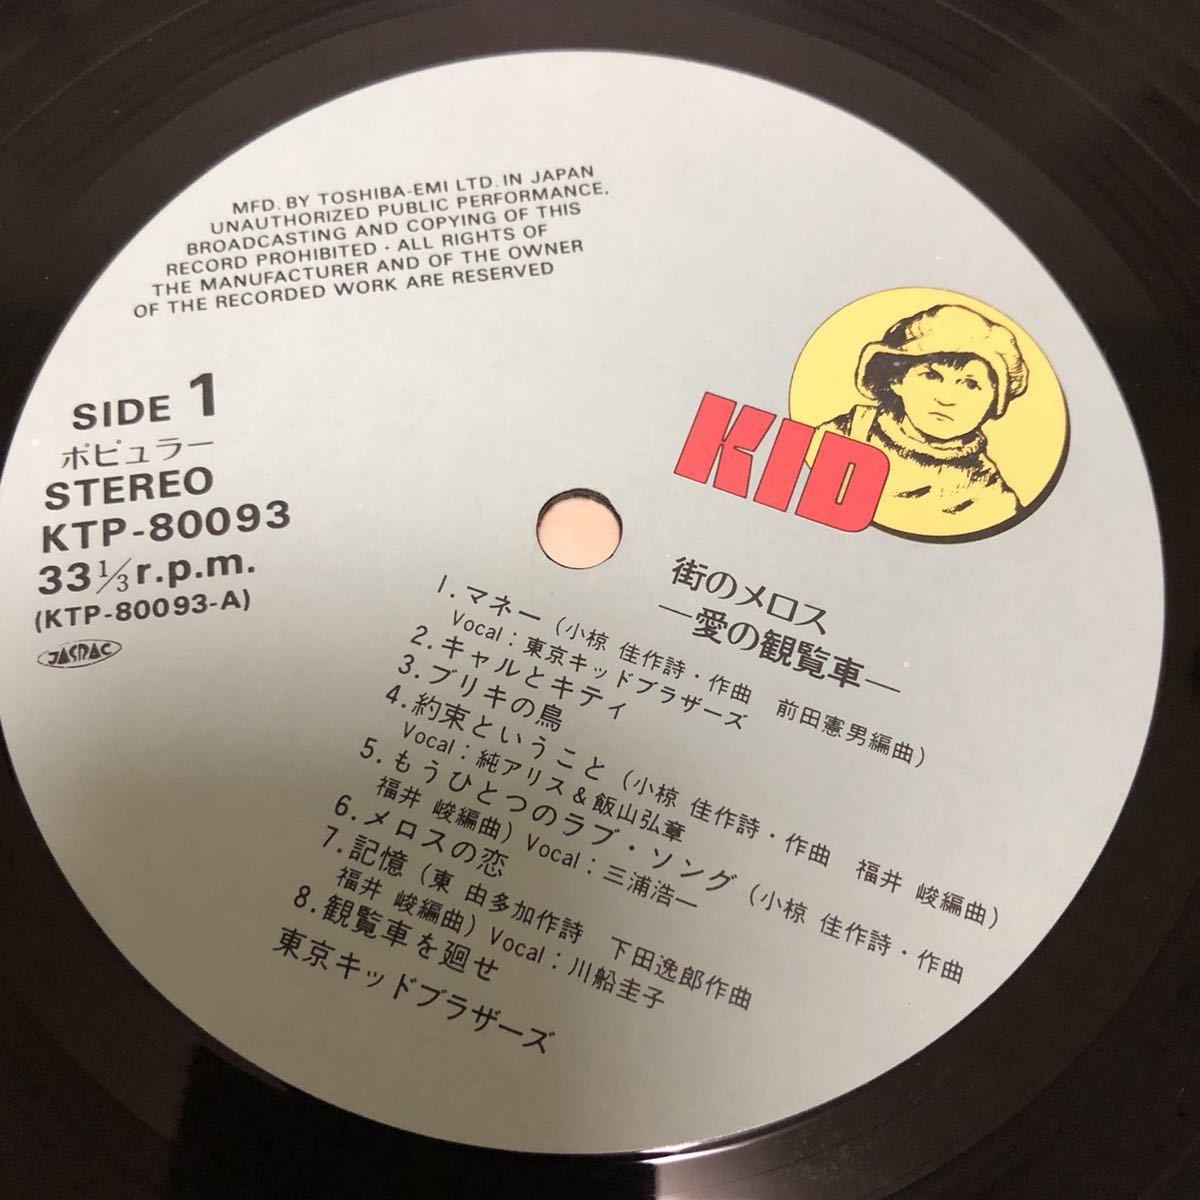 MFD. BY TOSHIBA-EMI LTD. IN JAPAN
UNAUTHORIZED PUBLIC PERFORMANCE,
BROADCASTING AND COPYING OF THIS
RECORD PROHIBITED · ALL RIGHTS OF
THE MANUFACTURER AND OF THE OWNER
OF THE RECORDED WORK ARE RESERVED
SIDE 1
ポピュラー
STEREO
KTP-80093
33 1/3 r.p.m.
(KTP-80093-A)
JASRAC
KID
街のメロス
—愛の観覧車—
1. マネー (小椋 佳作詩・作曲 前田憲男編曲)
Vocal : 東京キッドブラザーズ
2. キャルとキティ
3. ブリキの鳥
4. 約束ということ (小椋 佳作詩・作曲 福井 峻編曲)
Vocal : 純アリス & 飯山弘章
5. もうひとつのラブ・ソング (小椋 佳作詩・作曲
福井 峻編曲) Vocal : 三浦浩一
6. メロスの恋
7. 記憶 (東 由多加作詩 下田逸郎作曲
福井 峻編曲) Vocal : 川船圭子
8. 観覧車を廻せ
東京キッドブラザーズ